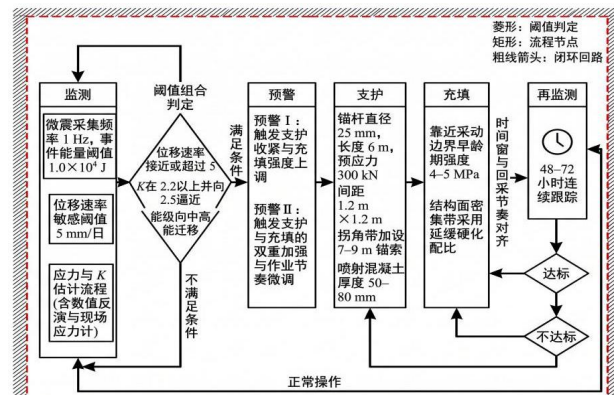 菱形：阈值判定
矩形：流程节点
粗线箭头：闭环回路
监测
微震采集频
率1 Hz，事
件能量阈值
1.0×10⁴ J
位移速率
敏感阈值
5 mm/日
应力与K
估计流程
(含数值反
演与现场
应力计)
阈值组合
判定
位移速率
接近或超过5
K在2.2以上并向
2.5逼近
能级向中高
能迁移
满足条件
不满足条件
预警
预警Ⅰ：
触发支护
收紧与充
填强度上
调
预警Ⅱ：
触发支护
与充填的
双重加强
与作业节
奏微调
支护
锚杆直径
25 mm，
长度6 m，
预应力
300 kN
间距
1.2 m
×1.2 m
拐角带加设
7–9 m锚索
喷射混凝土
厚度50–
80 mm
充填
靠近采动
边界早龄
期强度
4–5 MPa
结构面密
集带采用
延缓硬化
配比
时间窗与回采节奏对齐
再监测
48–72
小时连
续跟踪
达标
不达标
正常操作